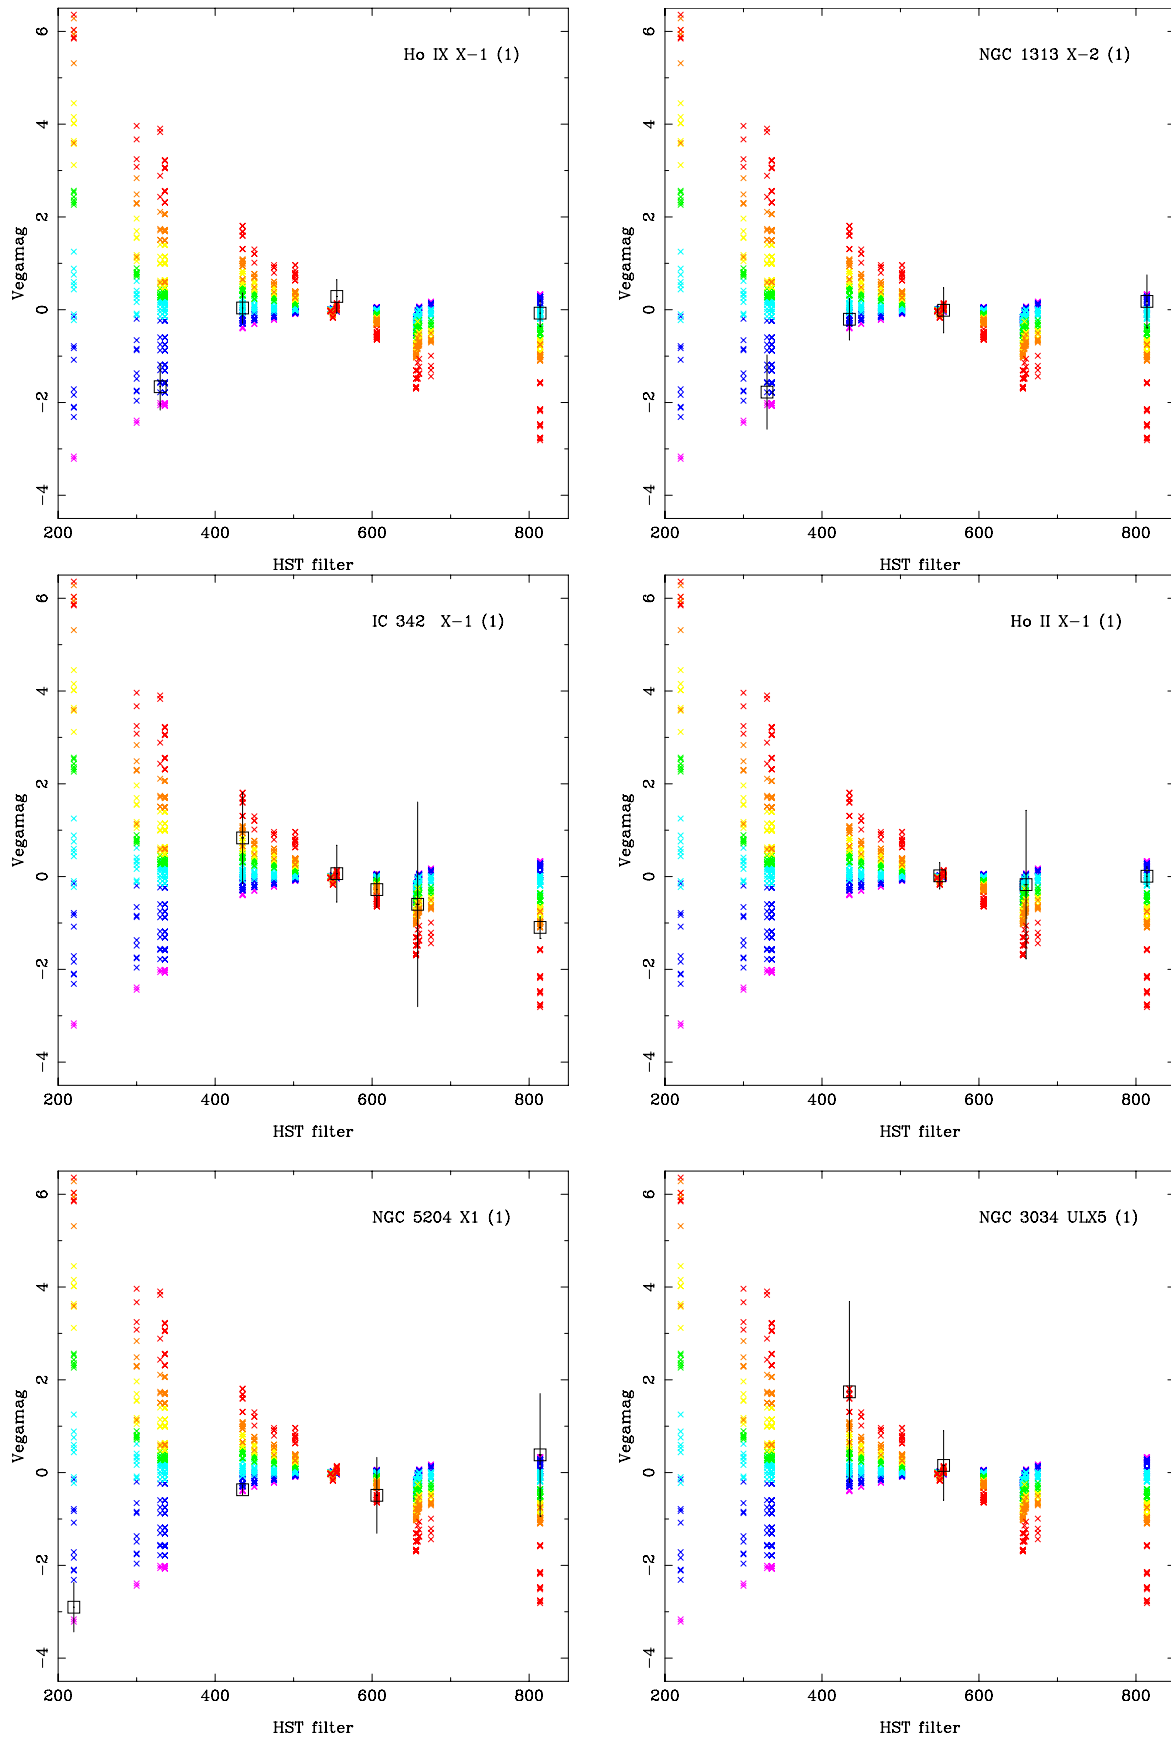 Ho IX X-1 (1)
6
4
2
0
-2
-4
Vegamag
200 400 600 800
HST filter
NGC 1313 X-2 (1)
6
4
2
0
-2
-4
Vegamag
200 400 600 800
HST filter
IC 342 X-1 (1)
6
4
2
0
-2
-4
Vegamag
200 400 600 800
HST filter
Ho II X-1 (1)
6
4
2
0
-2
-4
Vegamag
200 400 600 800
HST filter
NGC 5204 X1 (1)
6
4
2
0
-2
-4
Vegamag
200 400 600 800
HST filter
NGC 3034 ULX5 (1)
6
4
2
0
-2
-4
Vegamag
200 400 600 800
HST filter